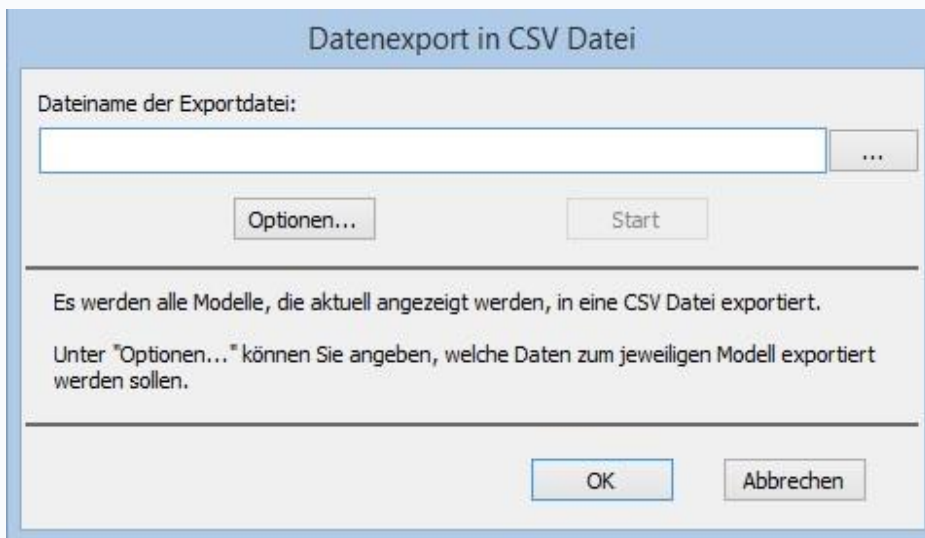 Datenexport in CSV Datei
Dateiname der Exportdatei:
...
Optionen...
Start
Es werden alle Modelle, die aktuell angezeigt werden, in eine CSV Datei exportiert.
Unter "Optionen..." können Sie angeben, welche Daten zum jeweiligen Modell exportiert
werden sollen.
OK
Abbrechen